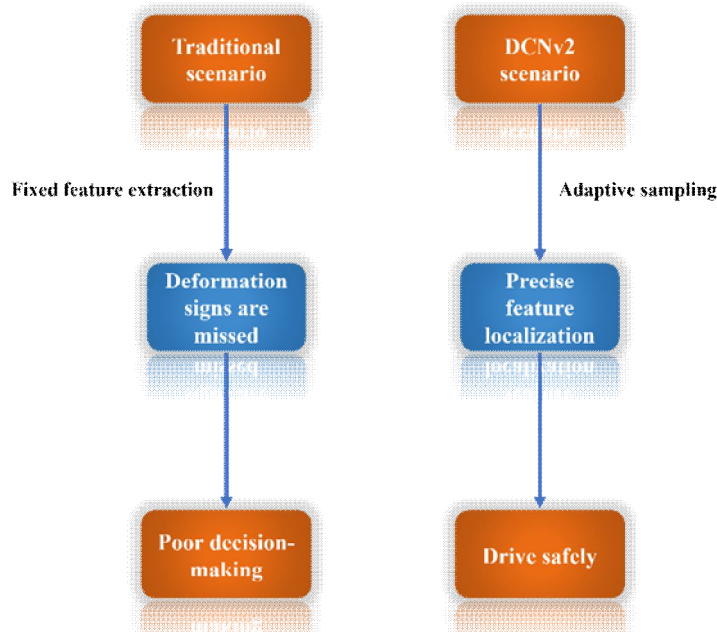 Traditional
scenario
Fixed feature extraction
Deformation
signs are
missed
Poor decision-
making
DCNv2
scenario
Adaptive sampling
Precise
feature
localization
Drive safely